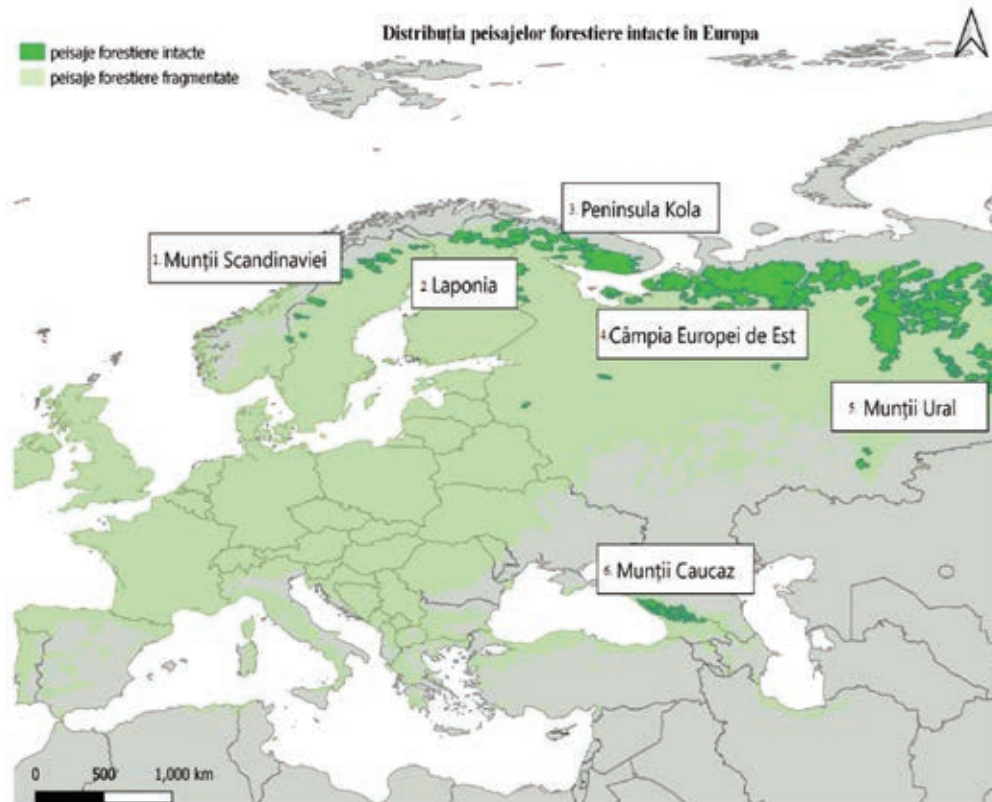 Distribuția peisajelor forestiere intacte în Europa
peisaje forestiere intacte
peisaje forestiere fragmentate
3. Peninsula Kola
1. Munții Scandinaviei
2. Laponia
4. Câmpia Europei de Est
5. Munții Ural
6. Munții Caucaz
0 500 1,000 km